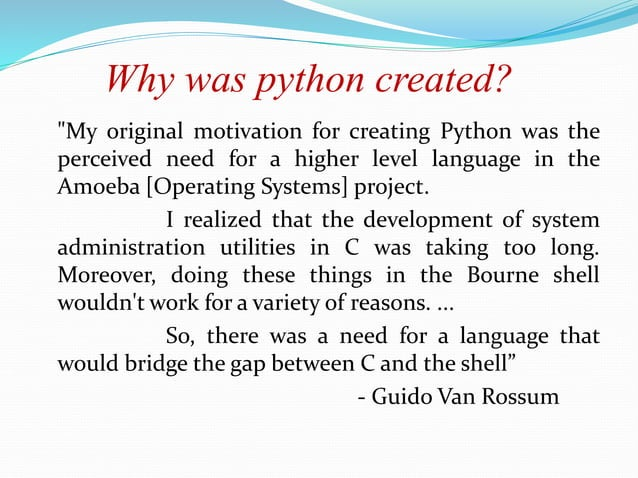 Why was python created?
"My original motivation for creating Python was the
perceived need for a higher level language in the
Amoeba [Operating Systems] project.
I realized that the development of system
administration utilities in C was taking too long.
Moreover, doing these things in the Bourne shell
wouldn't work for a variety of reasons. ...
So, there was a need for a language that
would bridge the gap between C and the shell”
- Guido Van Rossum